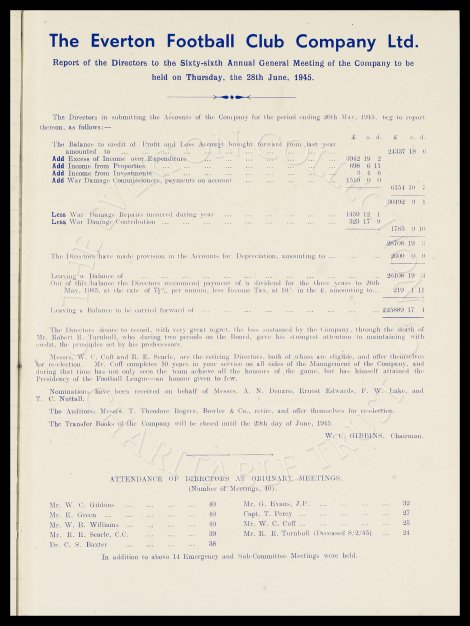 The Everton Football Club Company Ltd.
Report of the Directors to the Sixty-sixth Annual General Meeting of the Company to be
held on Thursday, the 28th June, 1945.
The Directors in submitting the Accounts of the Company for the period ending 26th May, 1945, beg to report
thereon, as follows:—
£ s. d. £ s. d.
The Balance to credit of Profit and Loss Account brought forward from last year
amounted to ... 24337 18 6
Add Excess of Income over Expenditure ... 3942 19 2
Add Income from Properties ... 698 6 11
Add Income from Investments ... 3 4 6
Add War Damage Commissioners, payments on account 1510 0 0
6154 10 7
30492 9 1
Less War Damage Repairs incurred during year ... 1459 12 1
Less War Damage Contribution ... 323 17 9
1783 9 10
28708 19 3
The Directors have made provision in the Accounts for Depreciation, amounting to ... 2600 0 0
Leaving a Balance of ... 26108 19 3
Out of this balance the Directors recommend payment of a dividend for the three years to 26th
May, 1945, at the rate of 7½%, per annum, less Income Tax, at 10/- in the £, amounting to... 219 1 11
Leaving a Balance to be carried forward of ... £25889 17 4
The Directors desire to record, with very great regret, the loss sustained by the Company, through the death of
Mr. Robert R. Turnbull, who during two periods on the Board, gave his strongest attention to maintaining with
credit, the principles set by his predecessors.
Messrs. W. C. Cuff and R. E. Searle, are the retiring Directors, both of whom are eligible, and offer themselves
for re-election. Mr. Cuff completes 50 years in your service on all sides of the Management of the Company, and
during that time has not only seen the team achieve all the honours of the game, but has himself attained the
Presidency of the Football League—an honour given to few.
Nominations have been received on behalf of Messrs. A. N. Denaro, Ernest Edwards, F. W. Luke, and
T. C. Nuttall.
The Auditors, Messrs. T. Theodore Rogers, Bowler & Co., retire, and offer themselves for re-election.
The Transfer Books of the Company will be closed until the 29th day of June, 1945.
W. C. GIBBINS, Chairman.
ATTENDANCE OF DIRECTORS AT ORDINARY MEETINGS.
(Number of Meetings, 40).
Mr. W. C. Gibbins ... 40 Mr. G. Evans, J.P. ... 32
Mr. E. Green ... 40 Capt. T. Percy ... 27
Mr. W. R. Williams ... 40 Mr. W. C. Cuff ... 25
Mr. R. E. Searle, C.C. ... 39 Mr. R. R. Turnbull (Deceased 8/2/45) ... 24
Dr. C. S. Baxter ... 38
In addition to above 14 Emergency and Sub-Committee Meetings were held.
THE EVERTON COLLECTION
CHARITABLE TRUST